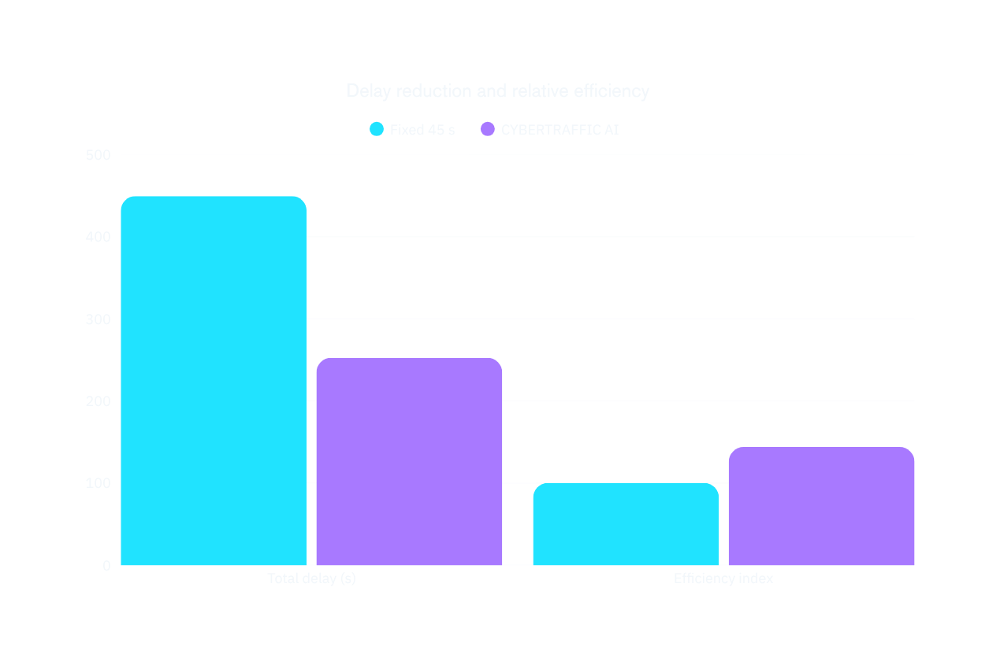 Delay reduction and relative efficiency
Fixed 45 s CYBERTRAFFIC AI
500
400
300
200
100
0
Total delay (s) Efficiency index